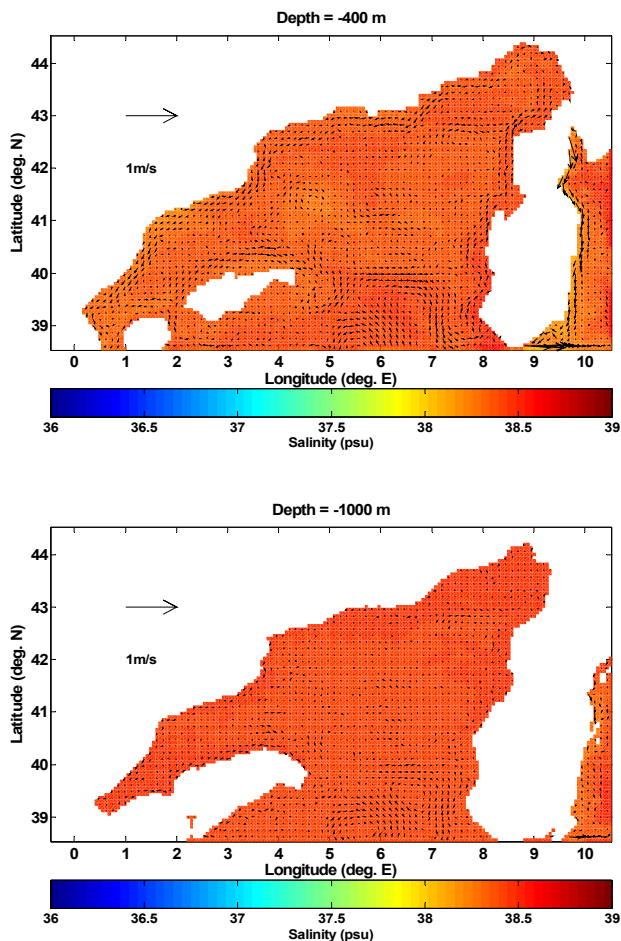 Depth = -400 m
44
43
42
41
40
39
Latitude (deg. N)
1m/s
0 1 2 3 4 5 6 7 8 9 10
Longitude (deg. E)
36 36.5 37 37.5 38 38.5 39
Salinity (psu)
Depth = -1000 m
44
43
42
41
40
39
Latitude (deg. N)
1m/s
0 1 2 3 4 5 6 7 8 9 10
Longitude (deg. E)
36 36.5 37 37.5 38 38.5 39
Salinity (psu)